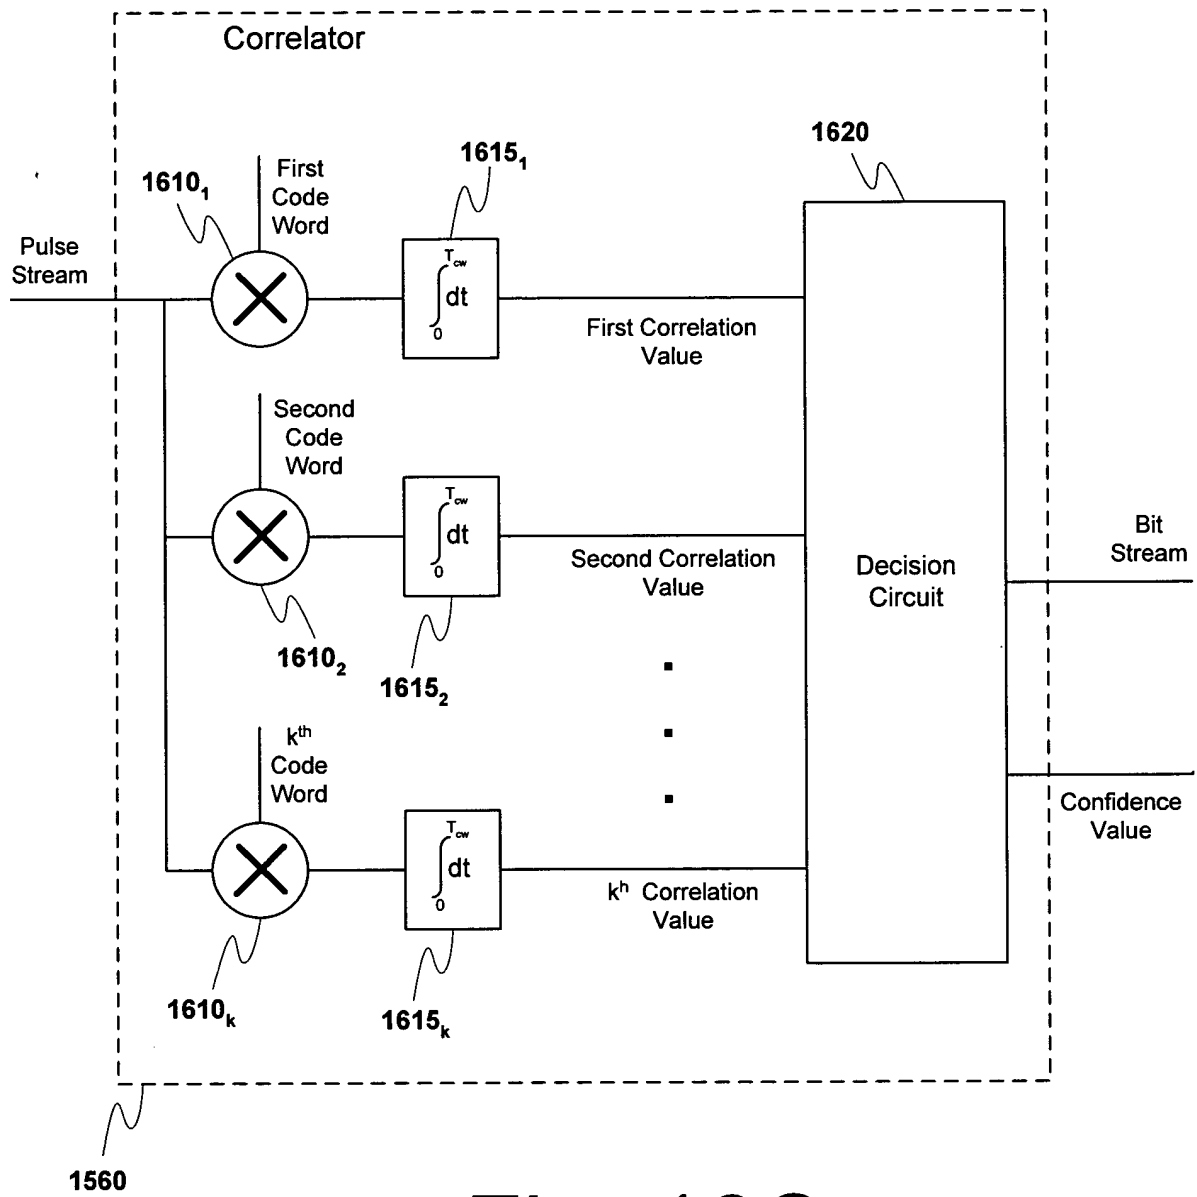 Correlator
1620
1615₁
1610₁
First
Code
Word
Pulse
Stream
T_cw
∫ dt
0
First Correlation
Value
Second
Code
Word
T_cw
∫ dt
0
Second Correlation
Value
Decision
Circuit
Bit
Stream
1610₂
1615₂
kth
Code
Word
T_cw
∫ dt
0
kh Correlation
Value
Confidence
Value
1610ₖ
1615ₖ
1560